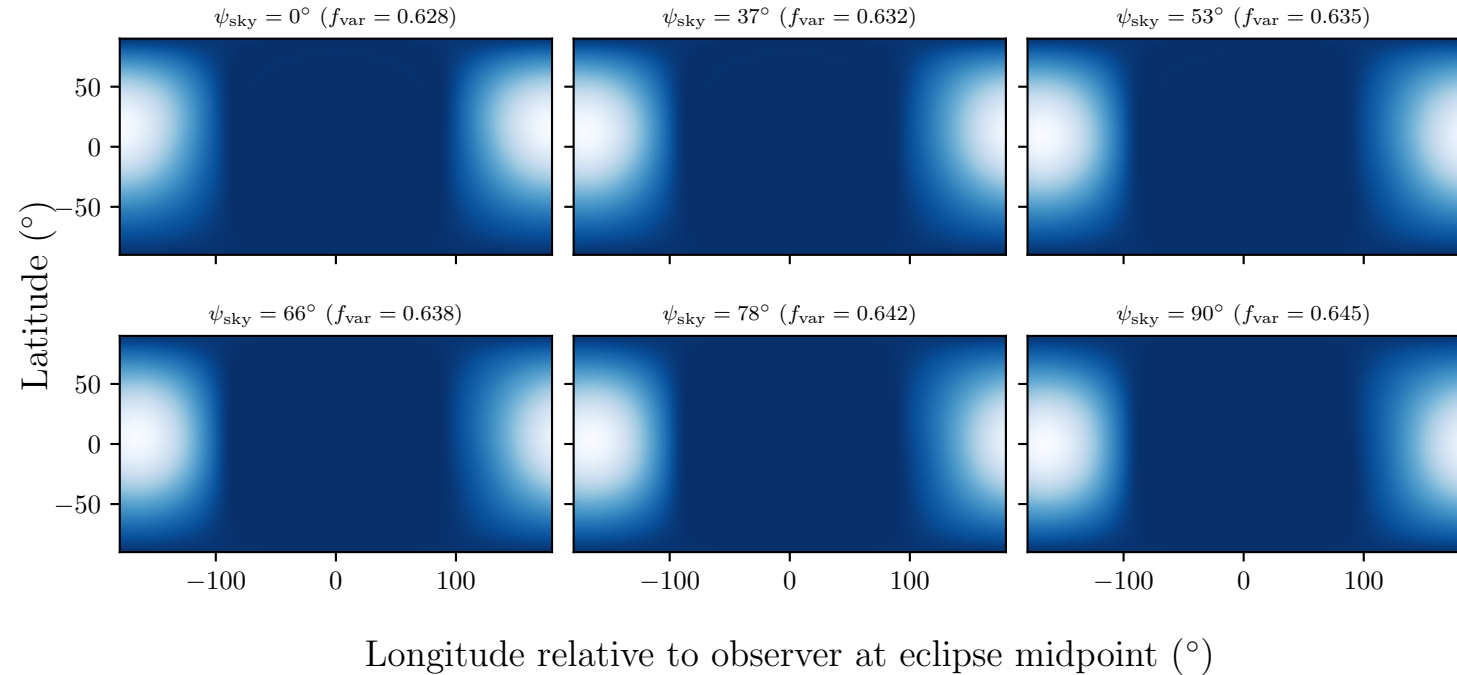 ψsky = 0° (fvar = 0.628)
ψsky = 37° (fvar = 0.632)
ψsky = 53° (fvar = 0.635)
50
0
−50
ψsky = 66° (fvar = 0.638)
ψsky = 78° (fvar = 0.642)
ψsky = 90° (fvar = 0.645)
50
0
−50
−100 0 100
−100 0 100
−100 0 100
Latitude (°)
Longitude relative to observer at eclipse midpoint (°)